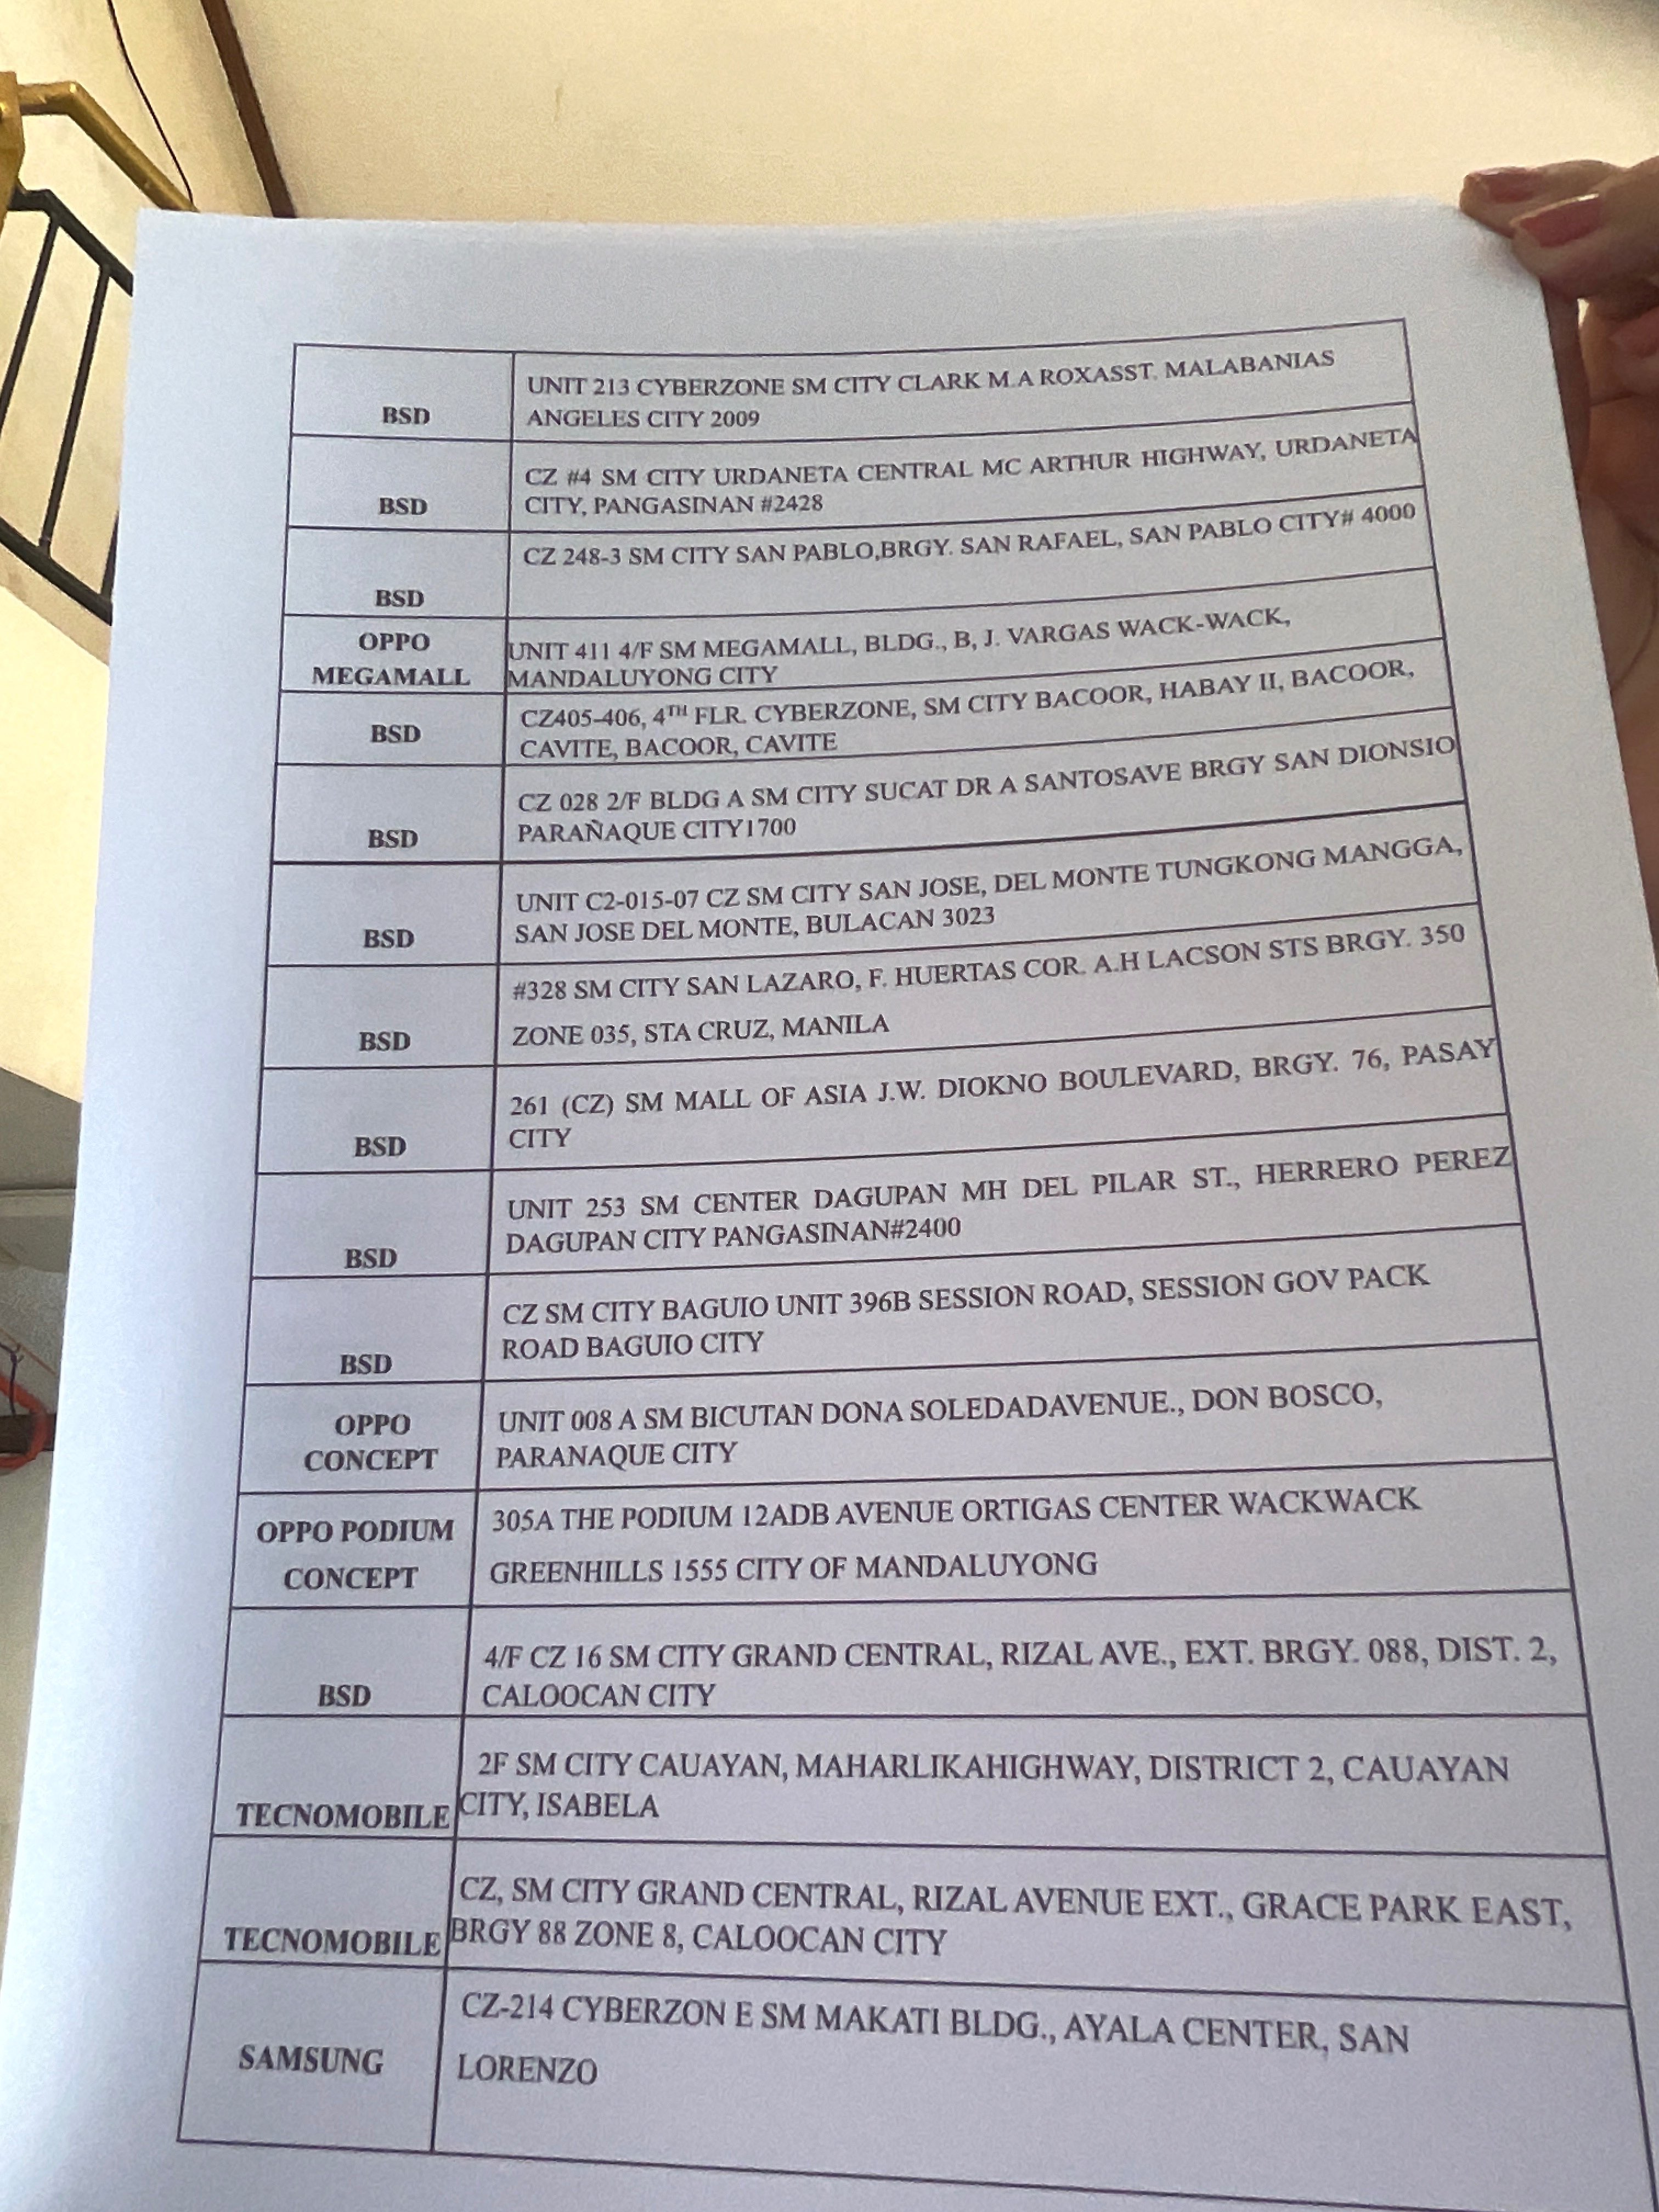 BSD
UNIT 213 CYBERZONE SM CITY CLARK M.A ROXASST. MALABANIAS
ANGELES CITY 2009
BSD
CZ #4 SM CITY URDANETA CENTRAL MC ARTHUR HIGHWAY, URDANETA
CITY, PANGASINAN #2428
BSD
CZ 248-3 SM CITY SAN PABLO,BRGY. SAN RAFAEL, SAN PABLO CITY# 4000
OPPO
MEGAMALL
UNIT 411 4/F SM MEGAMALL, BLDG., B, J. VARGAS WACK-WACK,
MANDALUYONG CITY
BSD
CZ405-406, 4TH FLR. CYBERZONE, SM CITY BACOOR, HABAY II, BACOOR,
CAVITE, BACOOR, CAVITE
BSD
CZ 028 2/F BLDG A SM CITY SUCAT DR A SANTOSAVE BRGY SAN DIONSIO
PARAÑAQUE CITY1700
BSD
UNIT C2-015-07 CZ SM CITY SAN JOSE, DEL MONTE TUNGKONG MANGGA,
SAN JOSE DEL MONTE, BULACAN 3023
BSD
#328 SM CITY SAN LAZARO, F. HUERTAS COR. A.H LACSON STS BRGY. 350
ZONE 035, STA CRUZ, MANILA
BSD
261 (CZ) SM MALL OF ASIA J.W. DIOKNO BOULEVARD, BRGY. 76, PASAY
CITY
BSD
UNIT 253 SM CENTER DAGUPAN MH DEL PILAR ST., HERRERO PEREZ
DAGUPAN CITY PANGASINAN#2400
BSD
CZ SM CITY BAGUIO UNIT 396B SESSION ROAD, SESSION GOV PACK
ROAD BAGUIO CITY
OPPO
CONCEPT
UNIT 008 A SM BICUTAN DONA SOLEDADAVENUE., DON BOSCO,
PARANAQUE CITY
OPPO PODIUM
CONCEPT
305A THE PODIUM 12ADB AVENUE ORTIGAS CENTER WACKWACK
GREENHILLS 1555 CITY OF MANDALUYONG
BSD
4/F CZ 16 SM CITY GRAND CENTRAL, RIZAL AVE., EXT. BRGY. 088, DIST. 2,
CALOOCAN CITY
TECNOMOBILE
2F SM CITY CAUAYAN, MAHARLIKAHIGHWAY, DISTRICT 2, CAUAYAN
CITY, ISABELA
TECNOMOBILE
CZ, SM CITY GRAND CENTRAL, RIZAL AVENUE EXT., GRACE PARK EAST,
BRGY 88 ZONE 8, CALOOCAN CITY
SAMSUNG
CZ-214 CYBERZON E SM MAKATI BLDG., AYALA CENTER, SAN
LORENZO